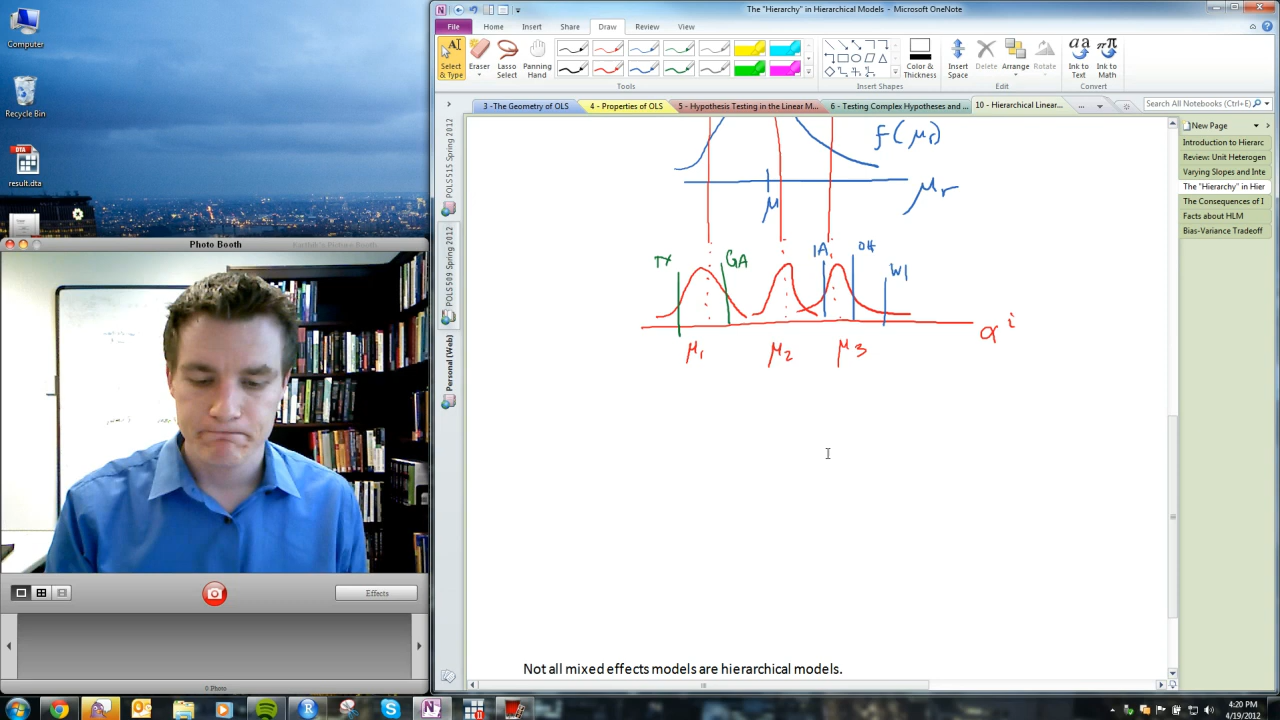 The "Hierarchy" in Hierarchical Models - Microsoft OneNote
Computer
Recycle Bin
result.dta
File Home Insert Share Draw Review View
Select & Type
Eraser
Lasso Select
Panning Hand
Color & Thickness
Insert Space
Delete
Arrange
Rotate
Ink to Text
Ink to Math
Tools
Insert Shapes
Edit
Convert
3 -The Geometry of OLS
4 - Properties of OLS
5 - Hypothesis Testing in the Linear M...
6 - Testing Complex Hypotheses and ...
10 - Hierarchical Linear...
...
Search All Notebooks (Ctrl+E)
New Page
Introduction to Hierarc
Review: Unit Heterogen
Varying Slopes and Inte
The "Hierarchy" in Hier
The Consequences of I
Facts about HLM
Bias-Variance Tradeoff
POLS 515 Spring 2012
POLS 509 Spring 2012
Personal (Web)
f(μr)
μ
μr
TX GA IA OH WI
μ1 μ2 μ3
α i
Not all mixed effects models are hierarchical models.
Photo Booth
Effects
0 Photo
4:20 PM
4/19/2012